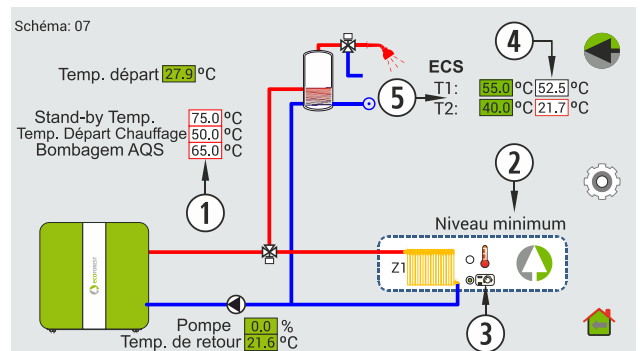 Schéma: 07
Temp. départ 27.9 ºC
Stand-by Temp. 75.0 ºC
Temp. Départ Chauffage 50.0 ºC
Bombagem AQS 65.0 ºC
1
4
5
ECS
T1: 55.0 ºC 52.5 ºC
T2: 40.0 ºC 21.7 ºC
2
Niveau minimum
Z1
3
ECOFOREST
Pompe 0.0 %
Temp. de retour 21.6 ºC